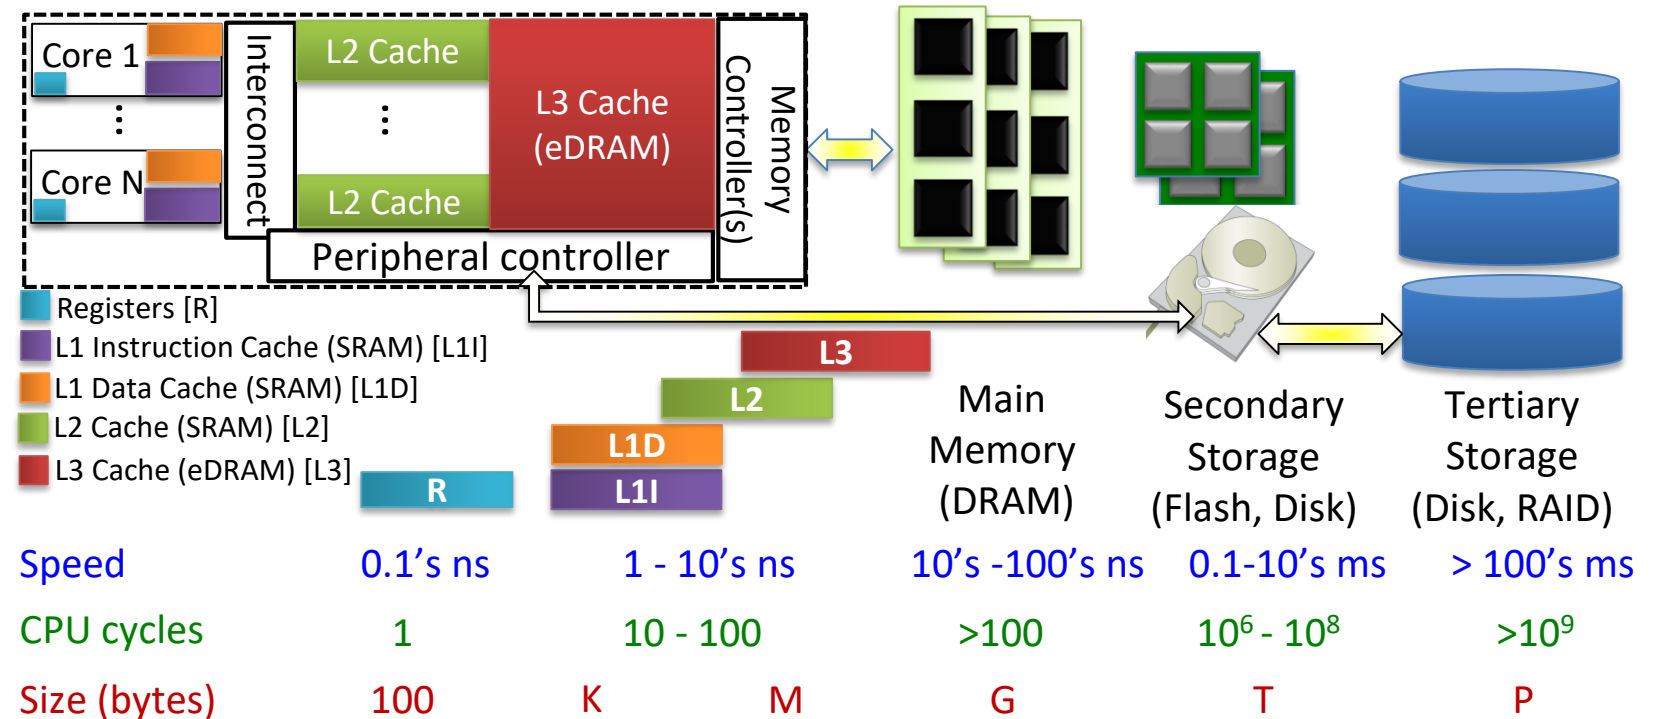 Core 1
⋮
Core N
Interconnect
L2 Cache
⋮
L2 Cache
L3 Cache
(eDRAM)
Memory
Controller(s)
Peripheral controller
Registers [R]
L1 Instruction Cache (SRAM) [L1I]
L1 Data Cache (SRAM) [L1D]
L2 Cache (SRAM) [L2]
L3 Cache (eDRAM) [L3]
L3
L2
L1D
L1I
R
Main
Memory
(DRAM)
Secondary
Storage
(Flash, Disk)
Tertiary
Storage
(Disk, RAID)
Speed 0.1’s ns 1 - 10’s ns 10’s -100’s ns 0.1-10’s ms > 100’s ms
CPU cycles 1 10 - 100 >100 10⁶ - 10⁸ >10⁹
Size (bytes) 100 K M G T P